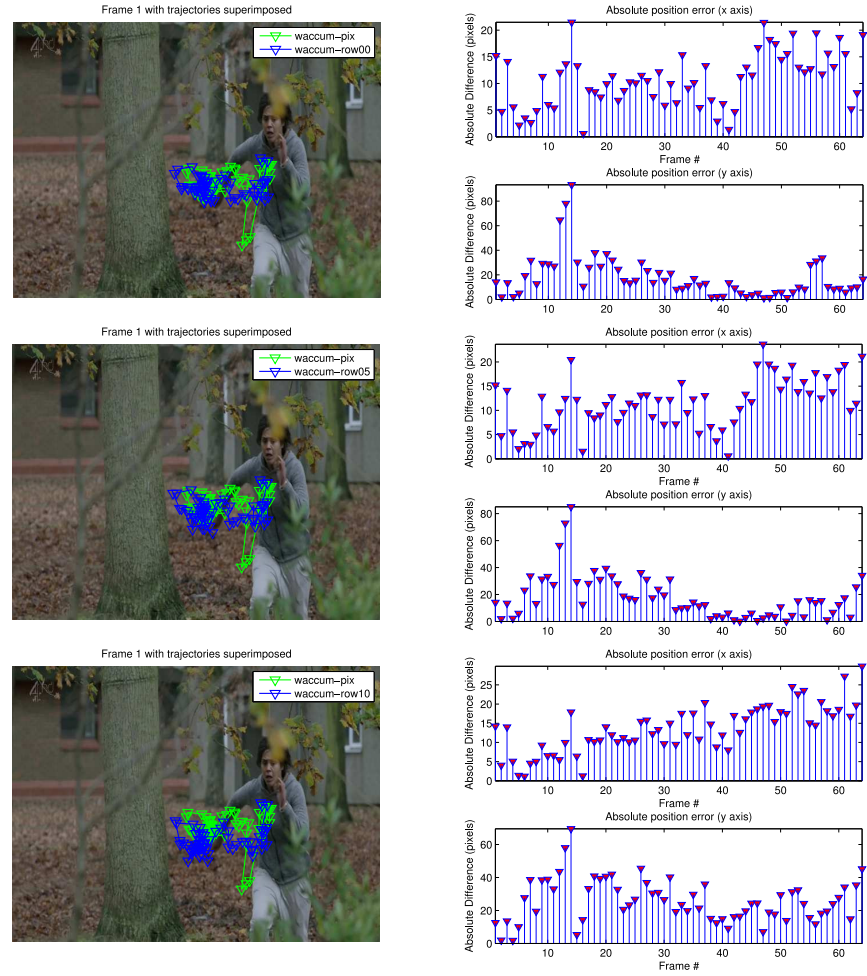 Frame 1 with trajectories superimposed
waccum-pix
waccum-row00
Absolute position error (x axis)
Absolute Difference (pixels)
20
15
10
5
0
10 20 30 40 50 60
Frame #
Absolute position error (y axis)
Absolute Difference (pixels)
80
60
40
20
0
10 20 30 40 50 60
Frame 1 with trajectories superimposed
waccum-pix
waccum-row05
Absolute position error (x axis)
Absolute Difference (pixels)
20
15
10
5
0
10 20 30 40 50 60
Frame #
Absolute position error (y axis)
Absolute Difference (pixels)
80
60
40
20
0
10 20 30 40 50 60
Frame 1 with trajectories superimposed
waccum-pix
waccum-row10
Absolute position error (x axis)
Absolute Difference (pixels)
25
20
15
10
5
0
10 20 30 40 50 60
Frame #
Absolute position error (y axis)
Absolute Difference (pixels)
60
40
20
0
10 20 30 40 50 60
Frame #